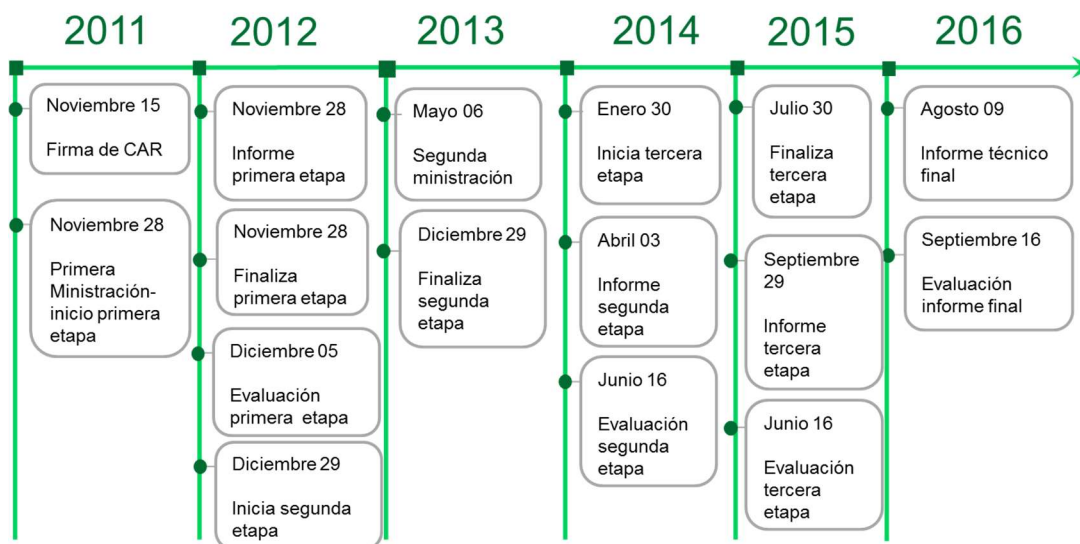 2011
2012
2013
2014
2015
2016
Noviembre 15
Firma de CAR
Noviembre 28
Primera
Ministración-
inicio primera
etapa
Noviembre 28
Informe
primera etapa
Noviembre 28
Finaliza
primera etapa
Diciembre 05
Evaluación
primera etapa
Diciembre 29
Inicia segunda
etapa
Mayo 06
Segunda
ministración
Diciembre 29
Finaliza
segunda
etapa
Enero 30
Inicia tercera
etapa
Abril 03
Informe
segunda
etapa
Junio 16
Evaluación
segunda
etapa
Julio 30
Finaliza
tercera
etapa
Septiembre
29
Informe
tercera
etapa
Junio 16
Evaluación
tercera
etapa
Agosto 09
Informe técnico
final
Septiembre 16
Evaluación
informe final